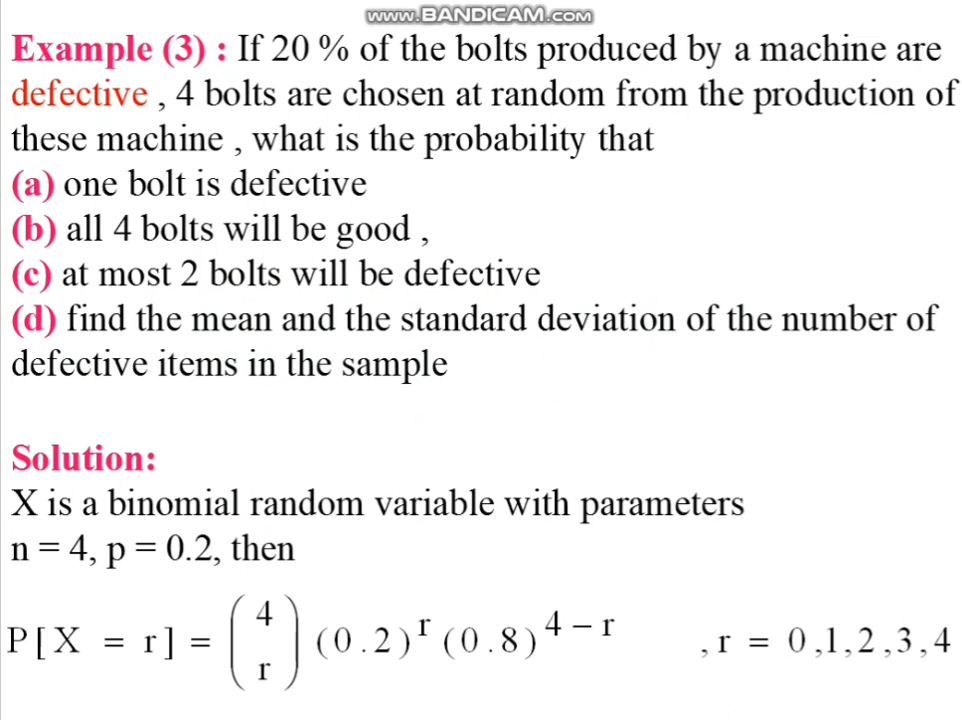 www.BANDICAM.com
Example (3) : If 20 % of the bolts produced by a machine are
defective , 4 bolts are chosen at random from the production of
these machine , what is the probability that
(a) one bolt is defective
(b) all 4 bolts will be good ,
(c) at most 2 bolts will be defective
(d) find the mean and the standard deviation of the number of
defective items in the sample
Solution:
X is a binomial random variable with parameters
n = 4, p = 0.2, then
P[X = r] = (4 r) (0.2)^r (0.8)^(4 – r) , r = 0,1,2,3,4